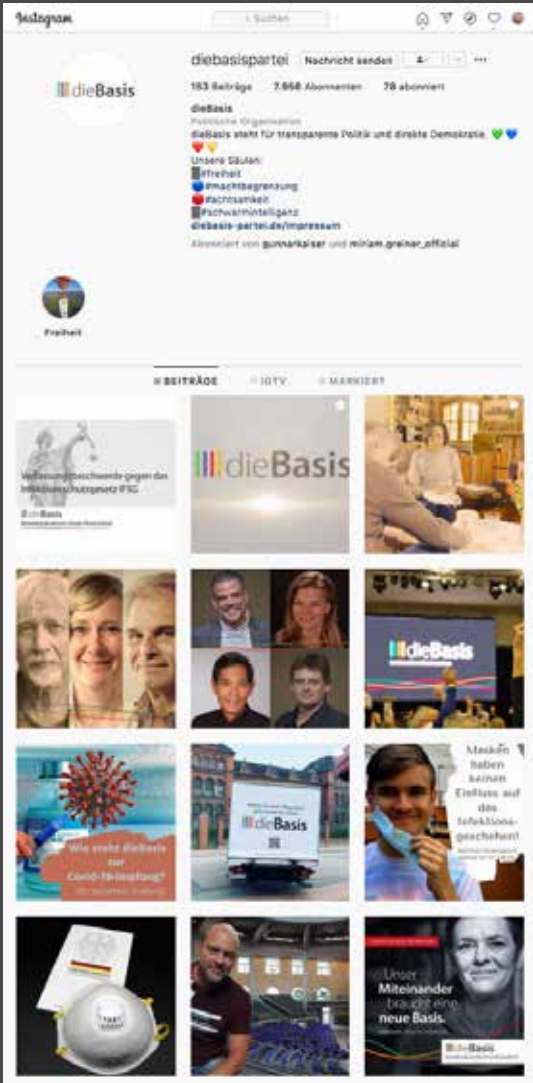 Instagram
Suchen
diebasispartei Nachricht senden
153 Beiträge 7.958 Abonnenten 78 abonniert
dieBasis
Politische Organisation
dieBasis steht für transparente Politik und direkte Demokratie.
Unsere Säulen:
#freiheit
#machtbegrenzung
#achtsamkeit
#schwarmintelligenz
diebasis-partei.de/impressum
Abonniert von gunnarkaiser und miriam.greiner_official
dieBasis
Freiheit
BEITRÄGE IGTV MARKIERT
Verfassungsbeschwerde gegen das
Infektionsschutzgesetz IFSG
dieBasis
dieBasis
dieBasis
Wie steht dieBasis
zur
Covid-19-Impfung?
dieBasis
Masken
haben
keinen
Einfluss auf
das
Infektions-
geschehen!
Unser
Miteinander
braucht eine
neue Basis.
dieBasis